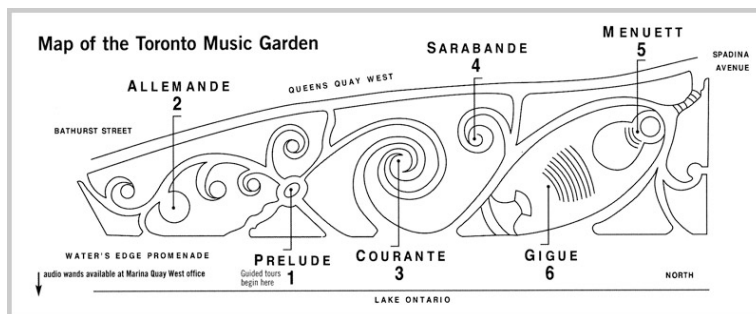 Map of the Toronto Music Garden
MENUETT
5
SPADINA
AVENUE
SARABANDE
4
QUEENS QUAY WEST
ALLEMANDE
2
BATHURST STREET
WATER'S EDGE PROMENADE
PRELUDE
1
Guided tours
begin here
COURANTE
3
GIGUE
6
audio wands available at Marina Quay West office
NORTH
LAKE ONTARIO